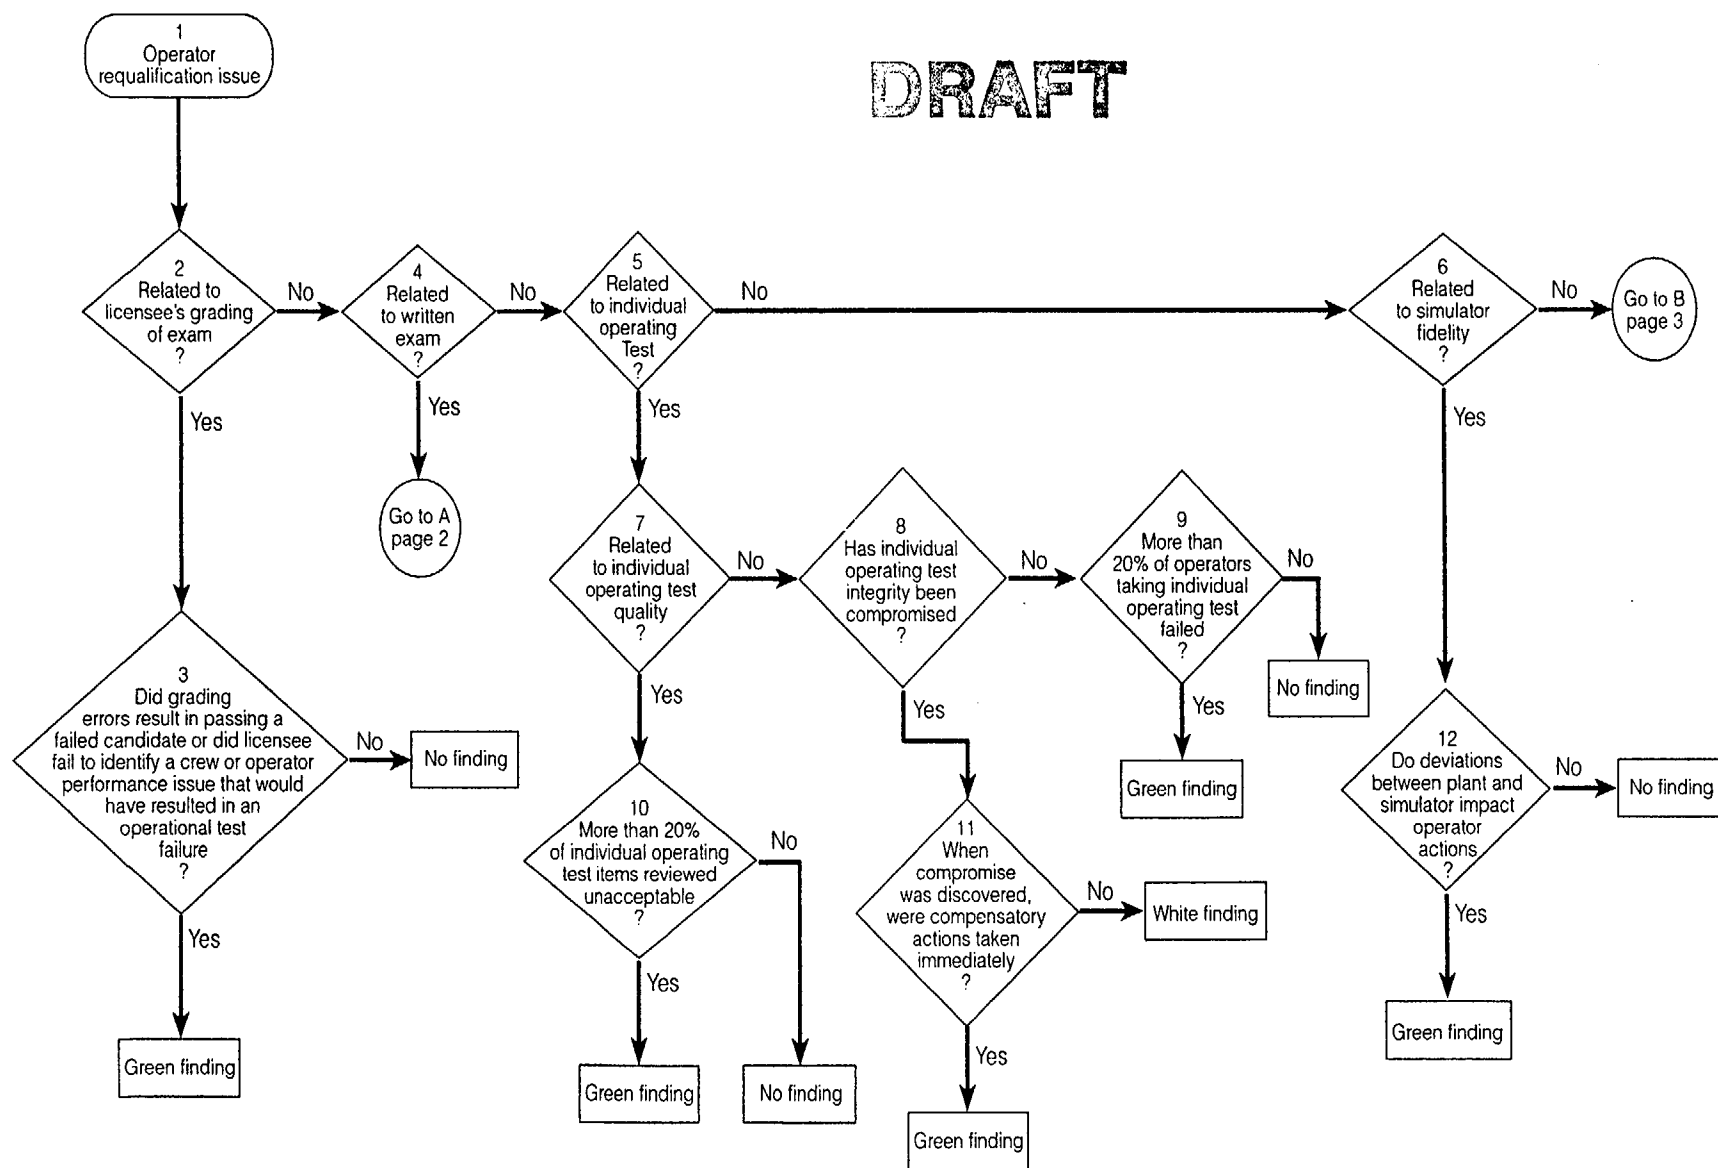 DRAFT
1
Operator
requalification issue
2
Related to
licensee's grading
of exam
?
No
4
Related
to written
exam
?
No
5
Related
to individual
operating
Test
?
No
6
Related
to simulator
fidelity
?
No
Go to B
page 3
Yes
Yes
Yes
Yes
Go to A
page 2
7
Related
to individual
operating test
quality
?
No
8
Has individual
operating test
integrity been
compromised
?
No
9
More than
20% of operators
taking individual
operating test
failed
?
No
No finding
3
Did grading
errors result in passing a
failed candidate or did licensee
fail to identify a crew or operator
performance issue that would
have resulted in an
operational test
failure
?
No
No finding
Yes
Yes
Yes
Green finding
10
More than 20%
of individual operating
test items reviewed
unacceptable
?
No
11
When
compromise
was discovered,
were compensatory
actions taken
immediately
?
No
White finding
12
Do deviations
between plant and
simulator impact
operator
actions
?
No
No finding
Yes
Green finding
Yes
Green finding
No finding
Yes
Green finding
Yes
Green finding